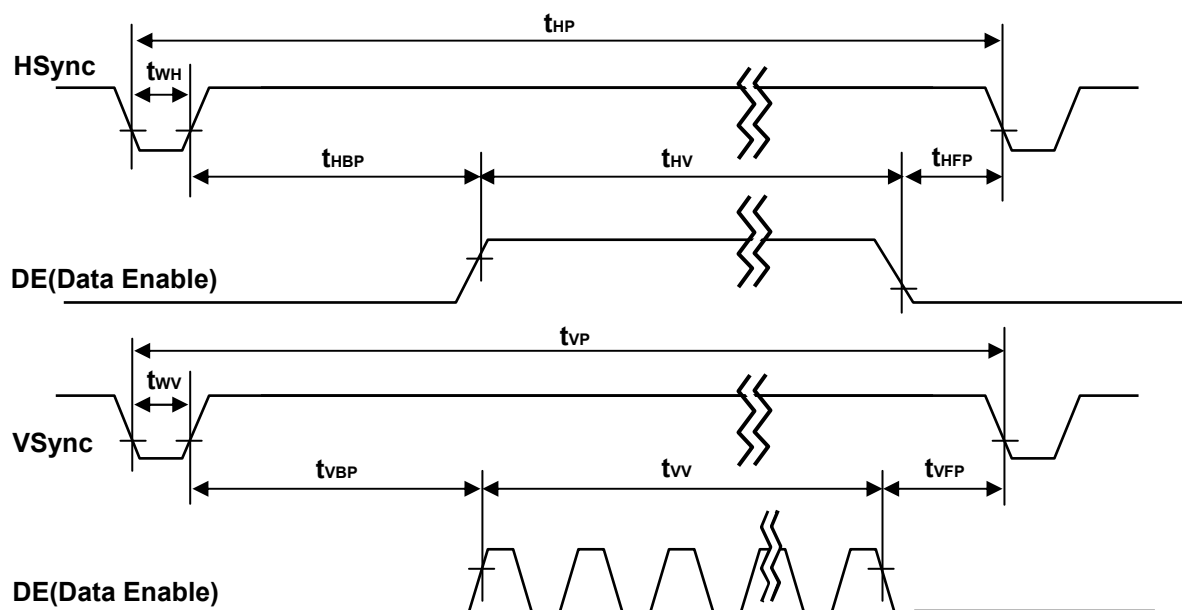 tHP
HSync
tWH
tHBP
tHV
tHFP
DE(Data Enable)
tVP
tWV
VSync
tVBP
tVV
tVFP
DE(Data Enable)